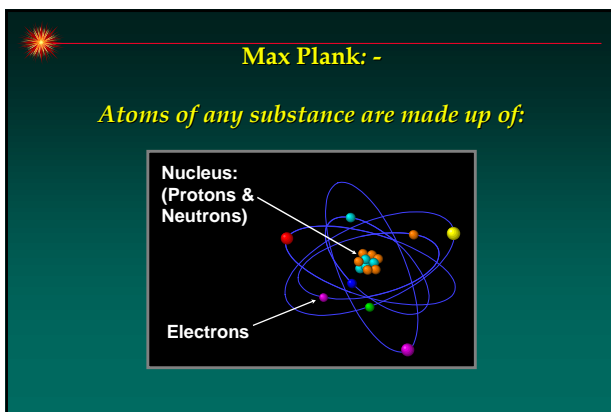 Max Plank: -
Atoms of any substance are made up of:
Nucleus:
(Protons &
Neutrons)
Electrons